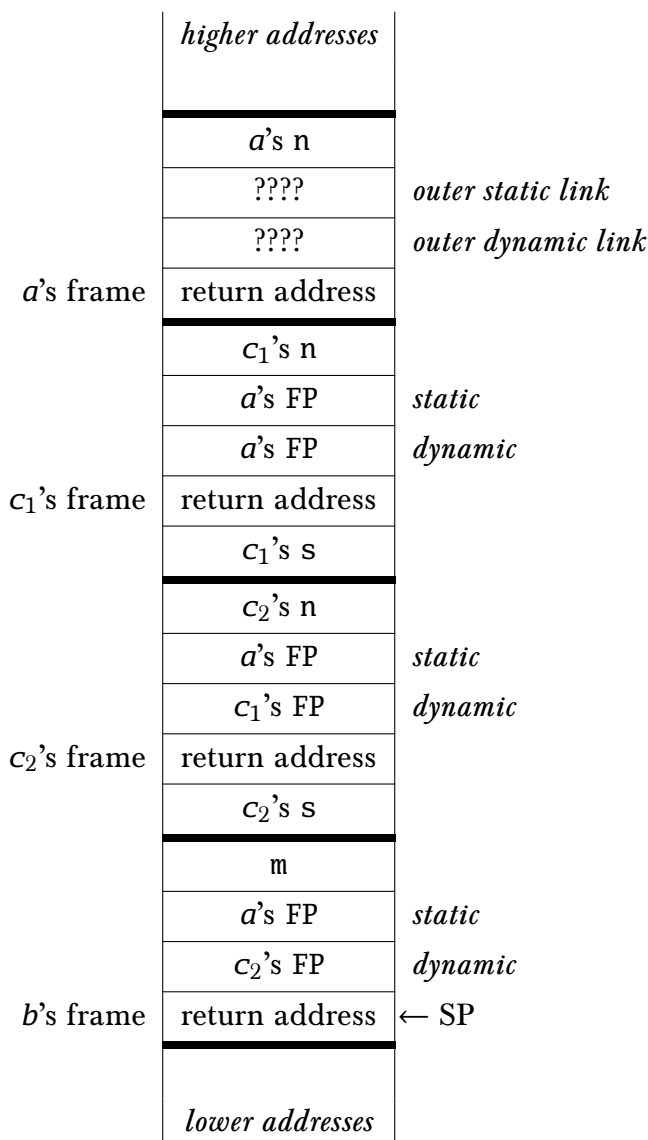 higher addresses
a's n
???? outer static link
???? outer dynamic link
a's frame return address
c₁'s n
a's FP static
a's FP dynamic
c₁'s frame return address
c₁'s s
c₂'s n
a's FP static
c₁'s FP dynamic
c₂'s frame return address
c₂'s s
m
a's FP static
c₂'s FP dynamic
b's frame return address ← SP
lower addresses